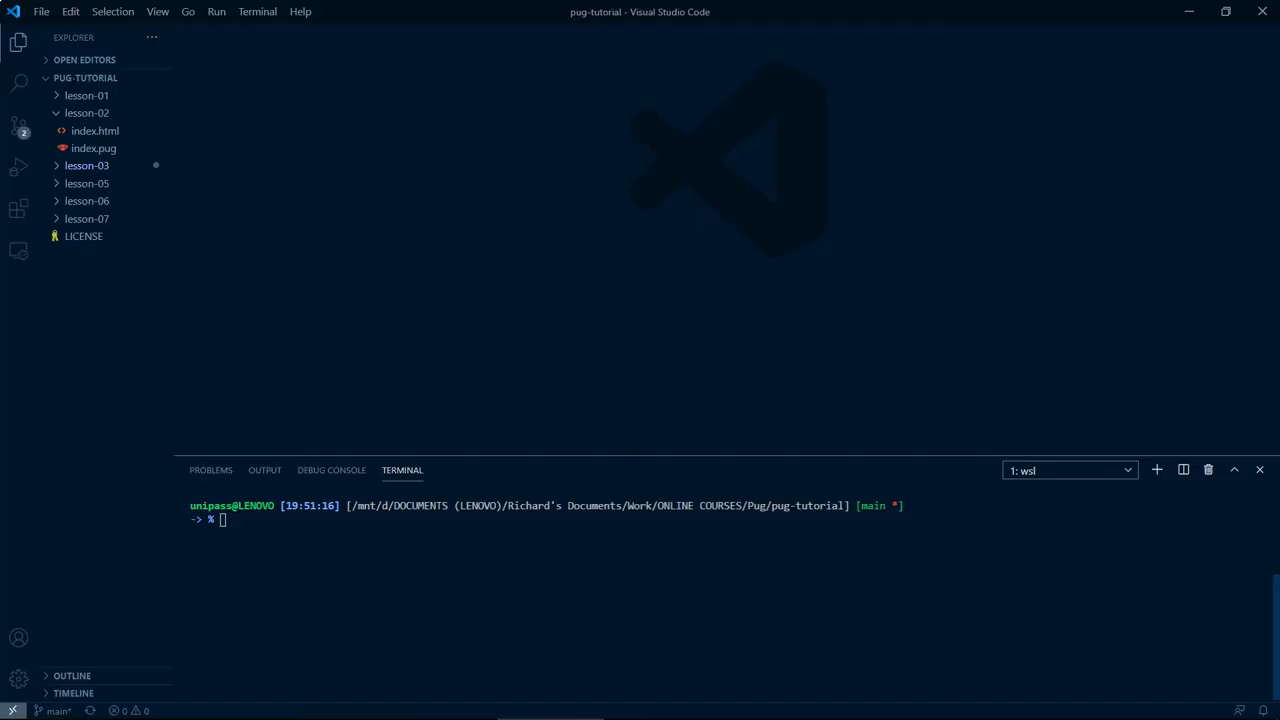 File Edit Selection View Go Run Terminal Help
pug-tutorial - Visual Studio Code
EXPLORER
OPEN EDITORS
PUG-TUTORIAL
lesson-01
lesson-02
index.html
index.pug
lesson-03
lesson-05
lesson-06
lesson-07
LICENSE
2
PROBLEMS OUTPUT DEBUG CONSOLE TERMINAL
1: wsl
unipass@LENOVO [19:51:16] [/mnt/d/DOCUMENTS (LENOVO)/Richard's Documents/Work/ONLINE COURSES/Pug/pug-tutorial] [main *]
-> %
OUTLINE
TIMELINE
main* 0 0